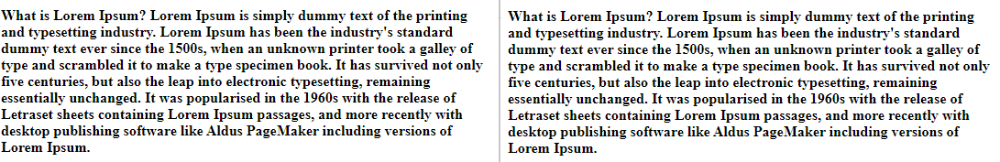 What is Lorem Ipsum? Lorem Ipsum is simply dummy text of the printing
and typesetting industry. Lorem Ipsum has been the industry's standard
dummy text ever since the 1500s, when an unknown printer took a galley of
type and scrambled it to make a type specimen book. It has survived not only
five centuries, but also the leap into electronic typesetting, remaining
essentially unchanged. It was popularised in the 1960s with the release of
Letraset sheets containing Lorem Ipsum passages, and more recently with
desktop publishing software like Aldus PageMaker including versions of
Lorem Ipsum.
What is Lorem Ipsum? Lorem Ipsum is simply dummy text of the printing
and typesetting industry. Lorem Ipsum has been the industry's standard
dummy text ever since the 1500s, when an unknown printer took a galley of
type and scrambled it to make a type specimen book. It has survived not only
five centuries, but also the leap into electronic typesetting, remaining
essentially unchanged. It was popularised in the 1960s with the release of
Letraset sheets containing Lorem Ipsum passages, and more recently with
desktop publishing software like Aldus PageMaker including versions of
Lorem Ipsum.